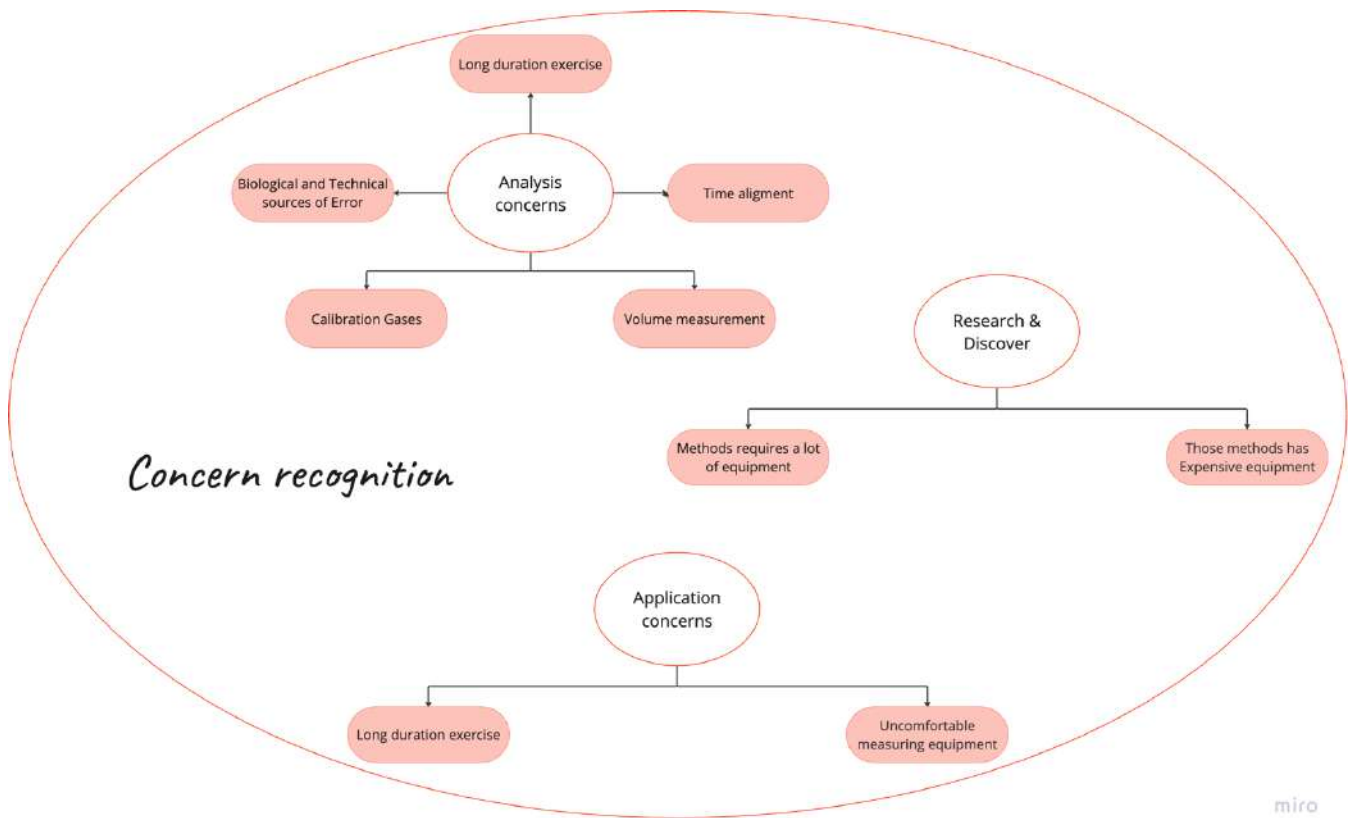 Long duration exercise
Biological and Technical
sources of Error
Analysis
concerns
Time aligment
Calibration Gases
Volume measurement
Research &
Discover
Methods requires a lot
of equipment
Those methods has
Expensive equipment
Concern recognition
Application
concerns
Long duration exercise
Uncomfortable
measuring equipment
miro